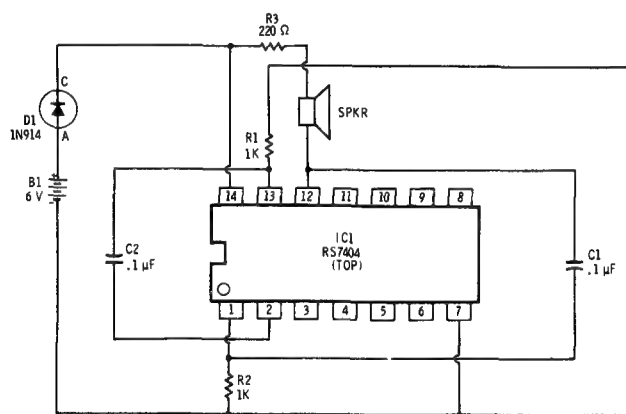 R3
220 Ω
C
D1
1N914
A
R1
1K
SPKR
B1
6 V
+
-
14 13 12 11 10 9 8
C2
.1 μF
IC1
RS7404
(TOP)
C1
.1 μF
1 2 3 4 5 6 7
R2
1K